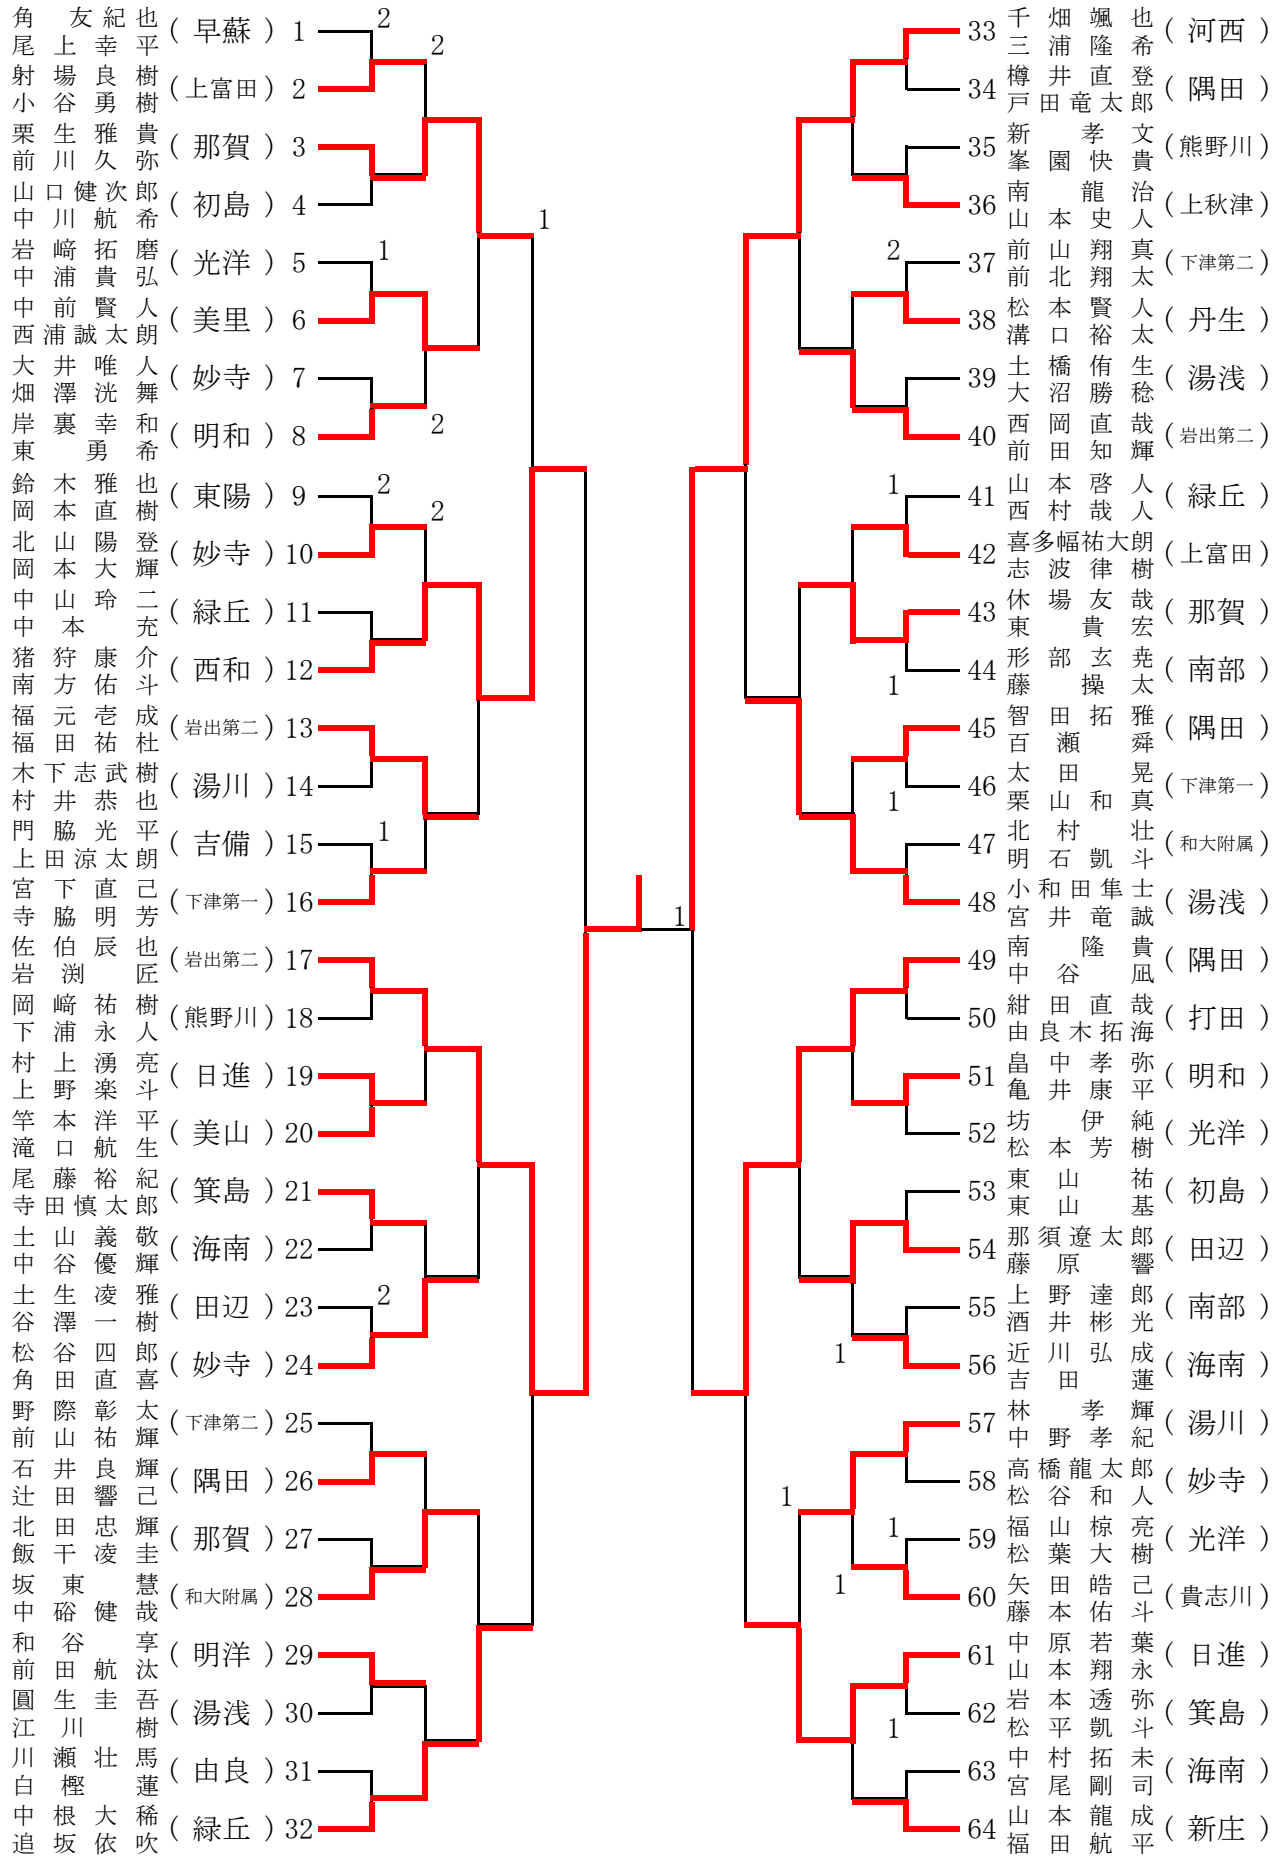 角友紀也
尾上幸平
(早蘇) 1
2
射場良樹
小谷勇樹
(上富田) 2
2
栗生雅貴
前川久弥
(那賀) 3
山口健次郎
中川航希
(初島) 4
1
岩﨑拓磨
中浦貴弘
(光洋) 5
1
中前賢人
西浦誠太朗
(美里) 6
大井唯人
畑澤洸舞
(妙寺) 7
岸裏幸和
東勇希
(明和) 8
2
鈴木雅也
岡本直樹
(東陽) 9
2
北山陽登
岡本大輝
(妙寺) 10
2
中山玲二
中本充
(緑丘) 11
猪狩康介
南方佑斗
(西和) 12
福元壱成
福田祐杜
(岩出第二) 13
木下志武樹
村井恭也
(湯川) 14
門脇光平
上田涼太朗
(吉備) 15
1
宮下直己
寺脇明芳
(下津第一) 16
佐伯辰也
岩渕匠
(岩出第二) 17
岡﨑祐樹
下浦永人
(熊野川) 18
村上湧亮
上野楽斗
(日進) 19
竿本洋平
滝口航生
(美山) 20
尾藤裕紀
寺田慎太郎
(箕島) 21
土山義敬
中谷優輝
(海南) 22
土生凌雅
谷澤一樹
(田辺) 23
2
松谷四郎
角田直喜
(妙寺) 24
野際彰太
前山祐輝
(下津第二) 25
石井良輝
辻田響己
(隅田) 26
北田忠輝
飯干凌圭
(那賀) 27
坂東慧
中硲健哉
(和大附属) 28
和谷享
前田航汰
(明洋) 29
圓生圭吾
江川樹
(湯浅) 30
川瀬壮馬
白樫蓮
(由良) 31
中根大稀
追坂依吹
(緑丘) 32
1
33 千畑颯也
三浦隆希
(河西)
34 樽井直登
戸田竜太郎
(隅田)
35 新孝文
峯園快貴
(熊野川)
36 南龍治
山本史人
(上秋津)
2
37 前山翔真
前北翔太
(下津第二)
38 松本賢人
溝口裕太
(丹生)
39 土橋侑生
大沼勝稔
(湯浅)
40 西岡直哉
前田知輝
(岩出第二)
1
41 山本啓人
西村哉人
(緑丘)
42 喜多幅祐大朗
志波律樹
(上富田)
43 休場友哉
東貴宏
(那賀)
44 形部玄尭
藤操太
(南部)
1
45 智田拓雅
百瀬舜
(隅田)
46 太田晃
栗山和真
(下津第一)
1
47 北村壮
明石凱斗
(和大附属)
48 小和田隼士
宮井竜誠
(湯浅)
49 南隆貴
中谷凪
(隅田)
50 紺田直哉
由良木拓海
(打田)
51 畠中孝弥
亀井康平
(明和)
52 坊伊純
松本芳樹
(光洋)
53 東山祐
東山基
(初島)
54 那須遼太郎
藤原響
(田辺)
55 上野達郎
酒井彬光
(南部)
1
56 近川弘成
吉田蓮
(海南)
57 林孝輝
中野孝紀
(湯川)
58 高橋龍太郎
松谷和人
(妙寺)
1
1
59 福山椋亮
松葉大樹
(光洋)
1
60 矢田皓己
藤本佑斗
(貴志川)
61 中原若葉
山本翔永
(日進)
62 岩本透弥
松平凱斗
(箕島)
1
63 中村拓未
宮尾剛司
(海南)
64 山本龍成
福田航平
(新庄)